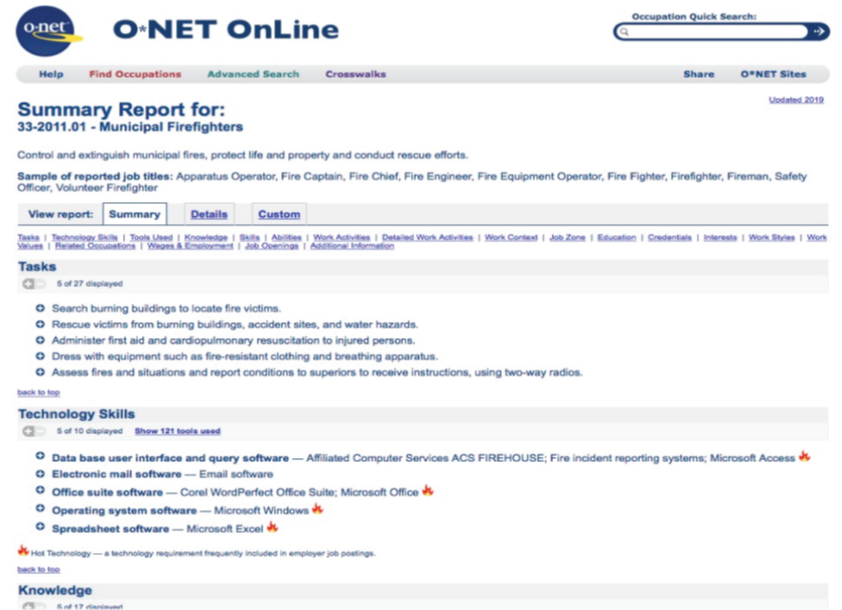 o·net
O*NET OnLine
Occupation Quick Search:
Help Find Occupations Advanced Search Crosswalks Share O*NET Sites
Updated 2019
Summary Report for:
33-2011.01 - Municipal Firefighters
Control and extinguish municipal fires, protect life and property and conduct rescue efforts.
Sample of reported job titles: Apparatus Operator, Fire Captain, Fire Chief, Fire Engineer, Fire Equipment Operator, Fire Fighter, Firefighter, Fireman, Safety
Officer, Volunteer Firefighter
View report: Summary Details Custom
Tasks | Technology Skills | Tools Used | Knowledge | Skills | Abilities | Work Activities | Detailed Work Activities | Work Context | Job Zone | Education | Credentials | Interests | Work Styles | Work
Values | Related Occupations | Wages & Employment | Job Openings | Additional Information
Tasks
5 of 27 displayed
Search burning buildings to locate fire victims.
Rescue victims from burning buildings, accident sites, and water hazards.
Administer first aid and cardiopulmonary resuscitation to injured persons.
Dress with equipment such as fire-resistant clothing and breathing apparatus.
Assess fires and situations and report conditions to superiors to receive instructions, using two-way radios.
back to top
Technology Skills
5 of 10 displayed Show 121 tools used
Data base user interface and query software — Affiliated Computer Services ACS FIREHOUSE; Fire incident reporting systems; Microsoft Access
Electronic mail software — Email software
Office suite software — Corel WordPerfect Office Suite; Microsoft Office
Operating system software — Microsoft Windows
Spreadsheet software — Microsoft Excel
Hot Technology — a technology requirement frequently included in employer job postings.
back to top
Knowledge
5 of 17 displayed